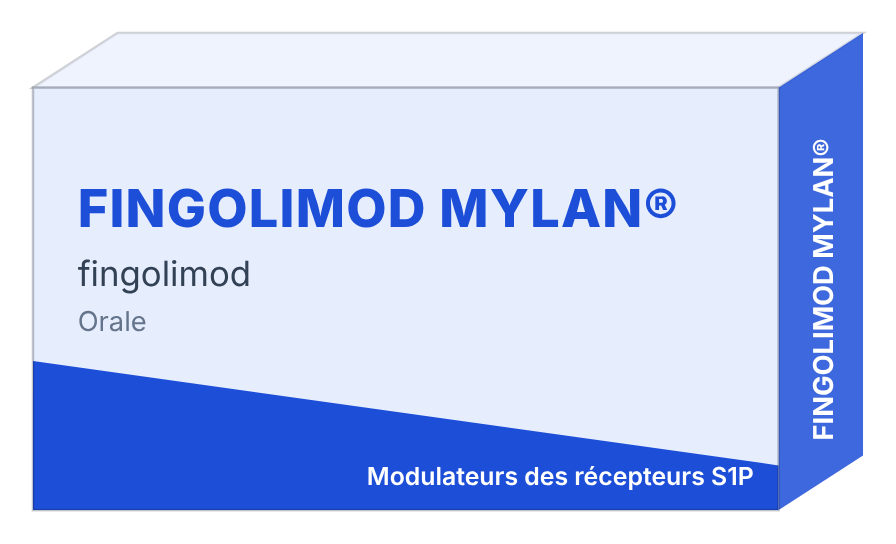 FINGOLIMOD MYLAN®
fingolimod
Orale
Modulateurs des récepteurs S1P
FINGOLIMOD MYLAN®